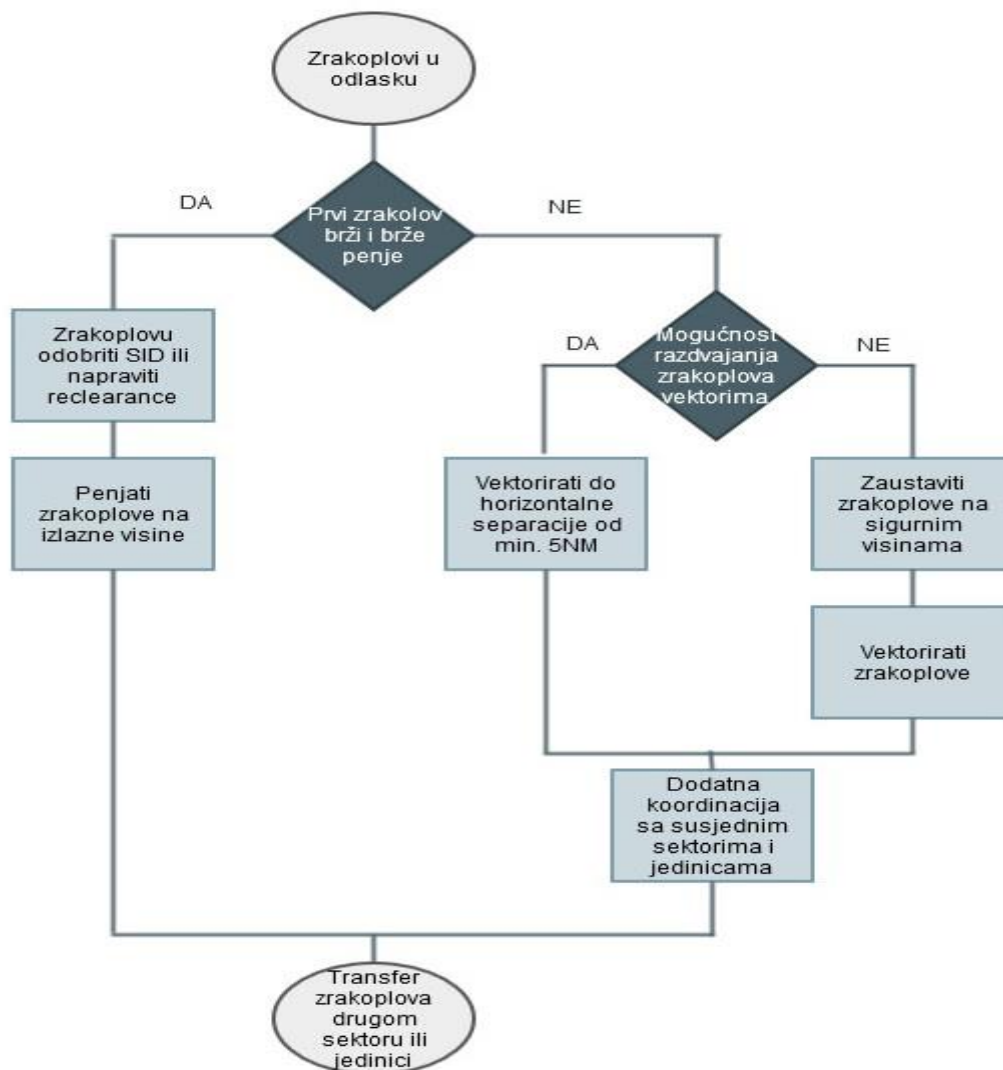 Zrakoplovi u
odlasku
DA
NE
Prvi zrakolov
brži i brže
penje
Zrakoplovu
odobriti SID ili
napraviti
reclearance
DA
NE
Mogućnost
razdvajanja
zrakoplova
vektorima
Penjati
zrakoplove na
izlazne visine
Vektorirati do
horizontalne
separacije od
min. 5NM
Zaustaviti
zrakoplove na
sigurnim
visinama
Vektorirati
zrakoplove
Dodatna
koordinacija
sa susjednim
sektorima i
jedinicama
Transfer
zrakoplova
drugom
sektoru ili
jedinici